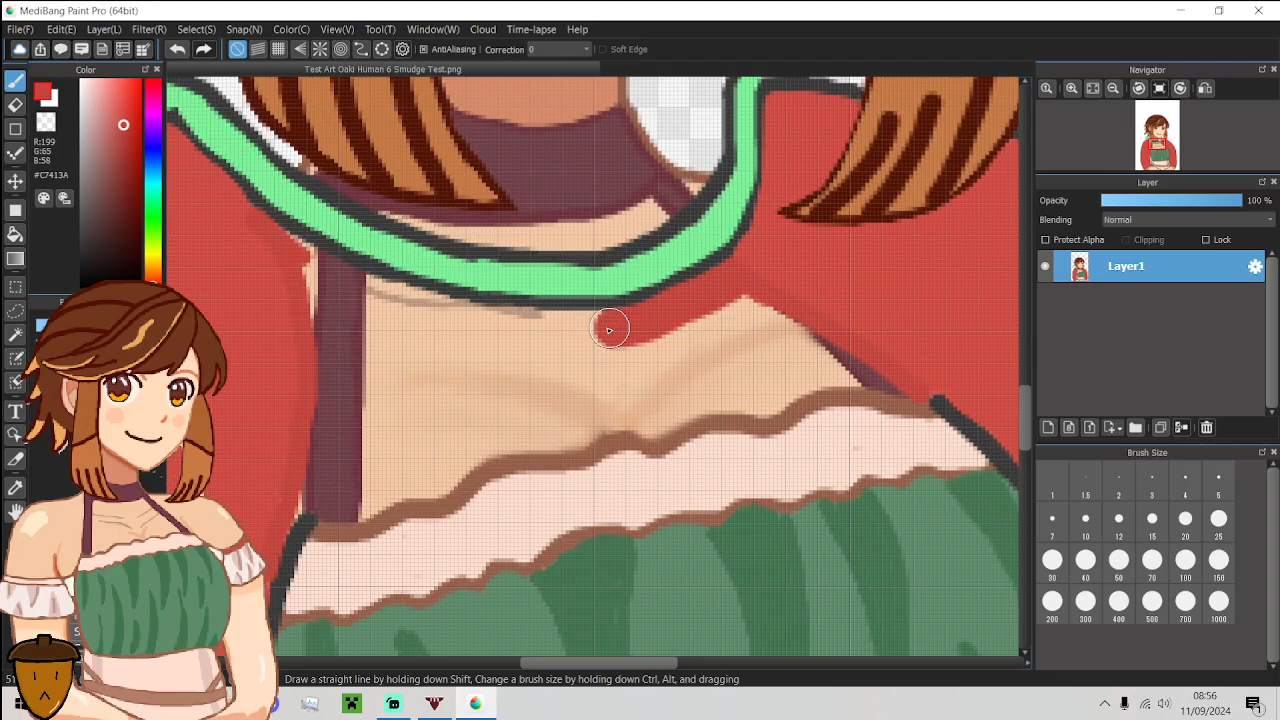 MediBang Paint Pro (64bit)
File(F) Edit(E) Layer(L) Filter(R) Select(S) Snap(N) Color(C) View(V) Tool(T) Window(W) Cloud Time-lapse Help
AntiAliasing Correction 0 Soft Edge
Color
Test Art Oaki Human 6 Smudge Test.png
Navigator
R:199
G:65
B:58
#C7413A
Layer
Opacity 100 %
Blending Normal
Protect Alpha Clipping Lock
Layer1
Brush Size
1 1.5 2 3 4 5
7 10 12 15 20 25
30 40 50 70 100 150
200 300 400 500 700 1000
T
Draw a straight line by holding down Shift, Change a brush size by holding down Ctrl, Alt, and dragging
08:56
11/09/2024
1